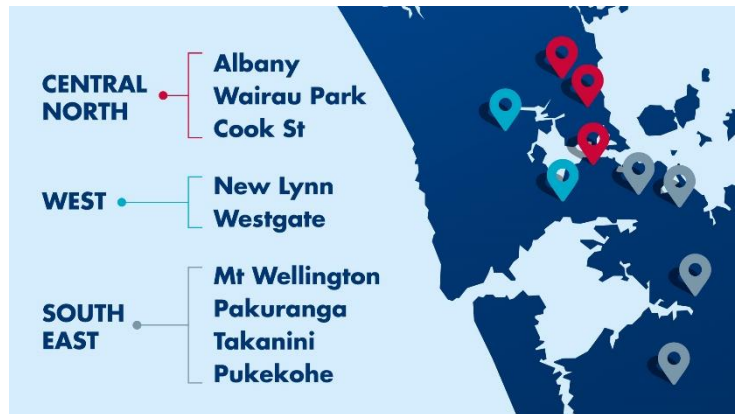 CENTRAL
NORTH
Albany
Wairau Park
Cook St
WEST
New Lynn
Westgate
SOUTH
EAST
Mt Wellington
Pakuranga
Takanini
Pukekohe